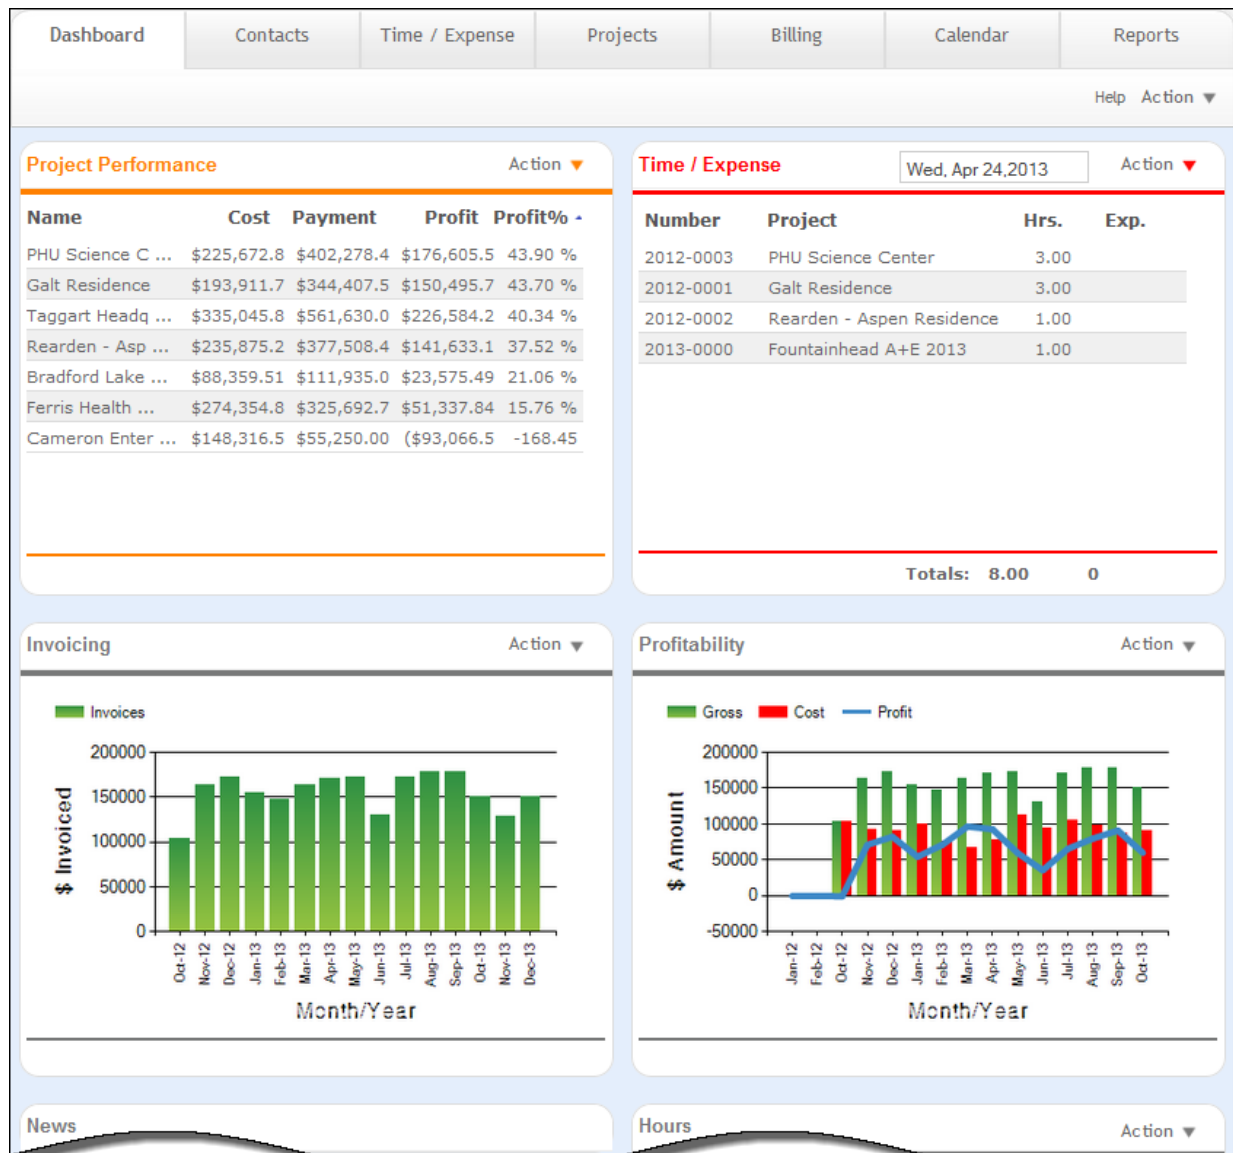 Dashboard Contacts Time / Expense Projects Billing Calendar Reports
Help Action
Project Performance Action
Name Cost Payment Profit Profit%
PHU Science C ... $225,672.8 $402,278.4 $176,605.5 43.90 %
Galt Residence $193,911.7 $344,407.5 $150,495.7 43.70 %
Taggart Headq ... $335,045.8 $561,630.0 $226,584.2 40.34 %
Rearden - Asp ... $235,875.2 $377,508.4 $141,633.1 37.52 %
Bradford Lake ... $88,359.51 $111,935.0 $23,575.49 21.06 %
Ferris Health ... $274,354.8 $325,692.7 $51,337.84 15.76 %
Cameron Enter ... $148,316.5 $55,250.00 ($93,066.5 -168.45
Time / Expense Wed, Apr 24,2013 Action
Number Project Hrs. Exp.
2012-0003 PHU Science Center 3.00
2012-0001 Galt Residence 3.00
2012-0002 Rearden - Aspen Residence 1.00
2013-0000 Fountainhead A+E 2013 1.00
Totals: 8.00 0
Invoicing Action
Invoices
$ Invoiced
200000
150000
100000
50000
0
Oct-12 Nov-12 Dec-12 Jan-13 Feb-13 Mar-13 Apr-13 May-13 Jun-13 Jul-13 Aug-13 Sep-13 Oct-13 Nov-13 Dec-13
Month/Year
Profitability Action
Gross Cost Profit
$ Amount
200000
150000
100000
50000
0
-50000
Jan-12 Feb-12 Oct-12 Nov-12 Dec-12 Jan-13 Feb-13 Mar-13 Apr-13 May-13 Jun-13 Jul-13 Aug-13 Sep-13 Oct-13
Month/Year
News
Hours Action